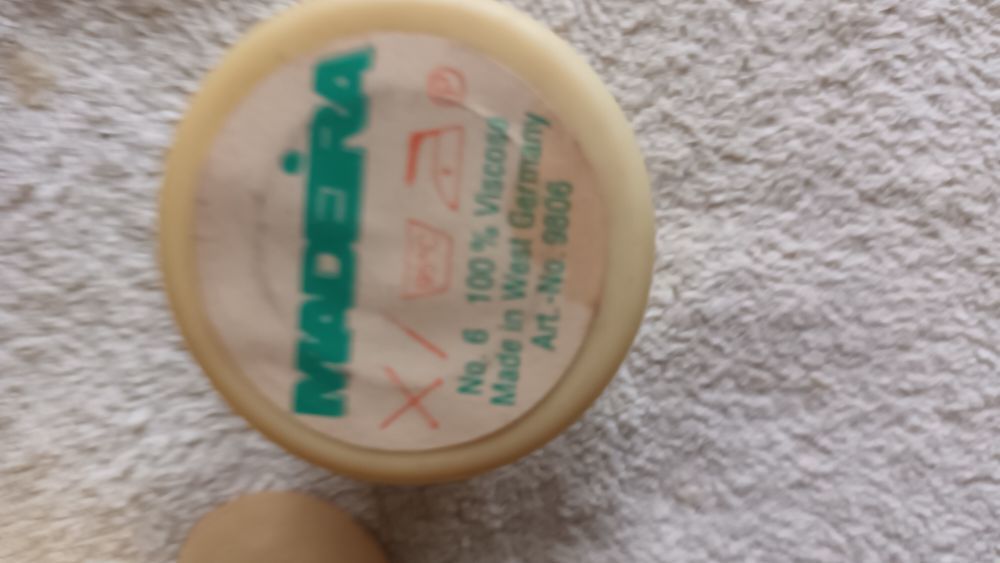 MADEIRA
P
No. 6 100 % Viscose
Made in West Germany
Art.-No. 9806